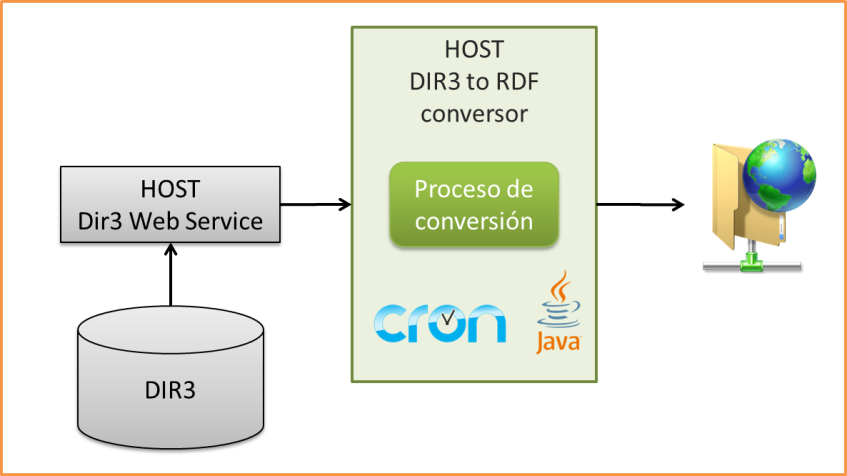 HOST
DIR3 to RDF
conversor
Proceso de
conversión
HOST
Dir3 Web Service
DIR3
cron
Java